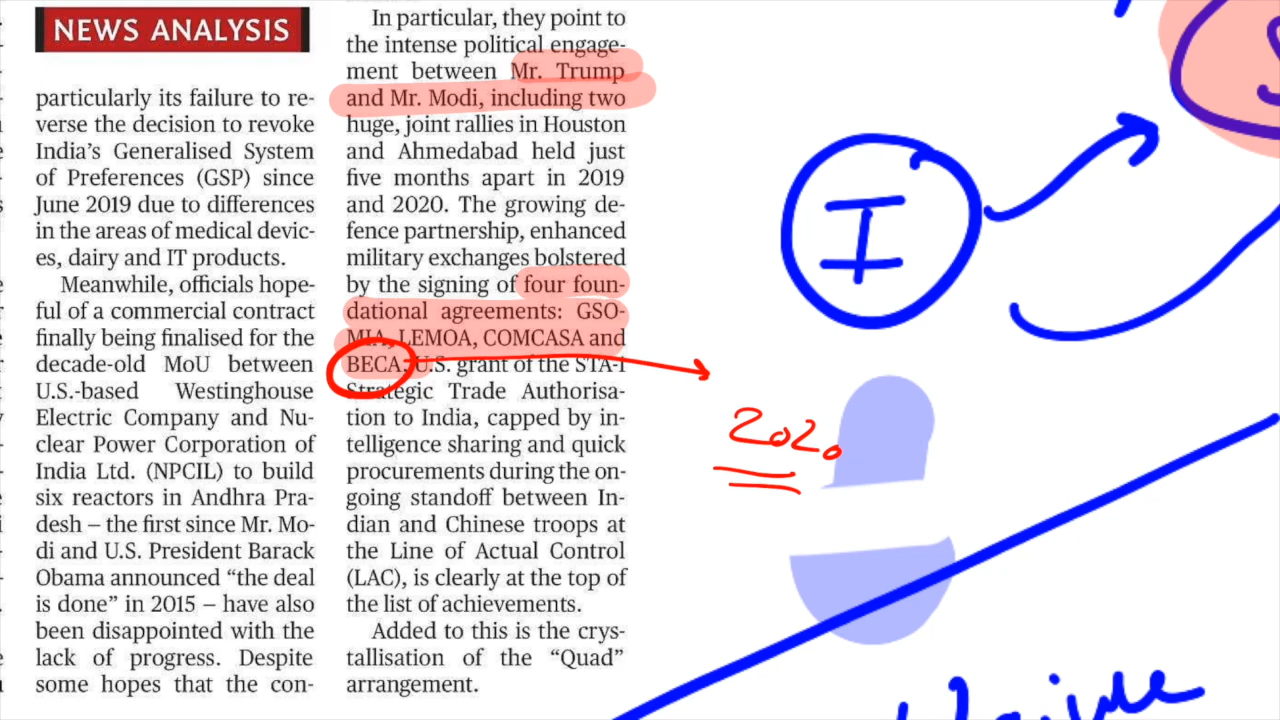 NEWS ANALYSIS
particularly its failure to re-
verse the decision to revoke
India's Generalised System
of Preferences (GSP) since
June 2019 due to differences
in the areas of medical devic-
es, dairy and IT products.
Meanwhile, officials hope-
ful of a commercial contract
finally being finalised for the
decade-old MoU between
U.S.-based Westinghouse
Electric Company and Nu-
clear Power Corporation of
India Ltd. (NPCIL) to build
six reactors in Andhra Pra-
desh – the first since Mr. Mo-
di and U.S. President Barack
Obama announced “the deal
is done” in 2015 – have also
been disappointed with the
lack of progress. Despite
some hopes that the con-
In particular, they point to
the intense political engage-
ment between Mr. Trump
and Mr. Modi, including two
huge, joint rallies in Houston
and Ahmedabad held just
five months apart in 2019
and 2020. The growing de-
fence partnership, enhanced
military exchanges bolstered
by the signing of four foun-
dational agreements: GSO-
MIA, LEMOA, COMCASA and
BECA, U.S. grant of the STA-I
Strategic Trade Authorisa-
tion to India, capped by in-
telligence sharing and quick
procurements during the on-
going standoff between In-
dian and Chinese troops at
the Line of Actual Control
(LAC), is clearly at the top of
the list of achievements.
Added to this is the crys-
tallisation of the “Quad”
arrangement.
I
2020